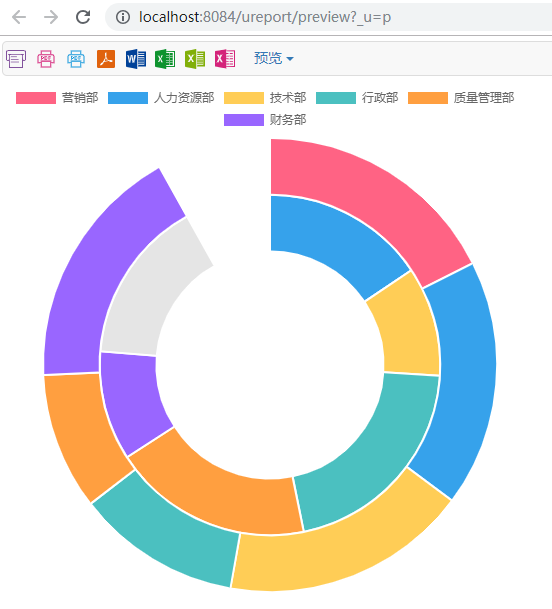 localhost:8084/ureport/preview?_u=p
预览
营销部 人力资源部 技术部 行政部 质量管理部
财务部